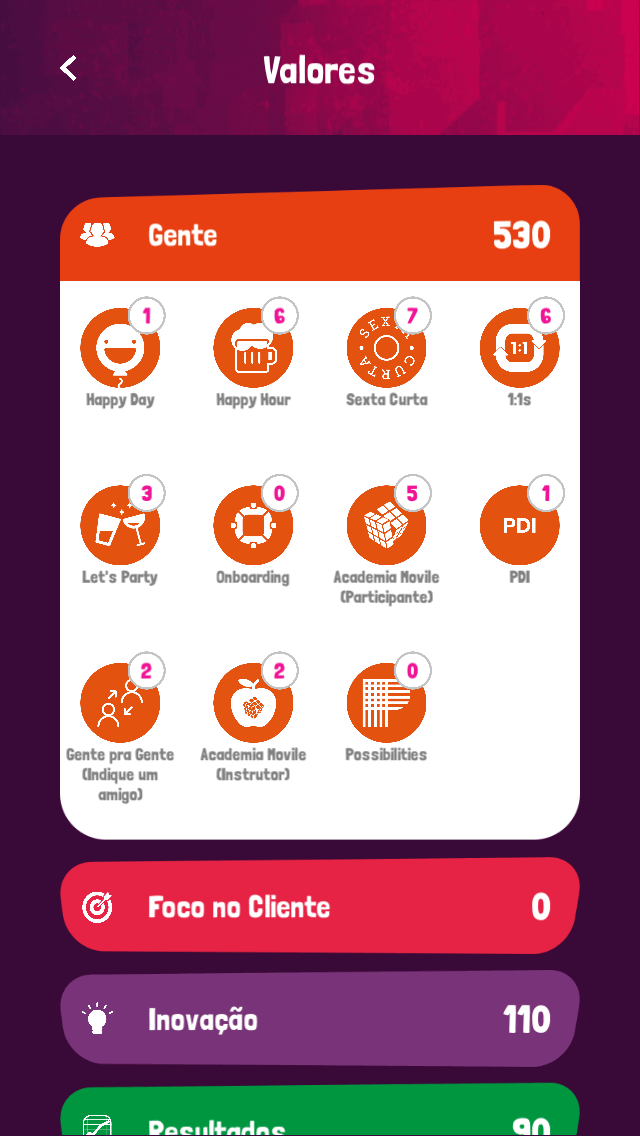 Valores
Gente 530
1 6 7 6
SEXTA CURTA 1:1
Happy Day Happy Hour Sexta Curta 1:1s
3 0 5 1
PDI
Let's Party Onboarding Academia Movile (Participante) PDI
2 2 0
Gente pra Gente (Indique um amigo) Academia Movile (Instrutor) Possibilities
Foco no Cliente 0
Inovação 110
Resultados 90